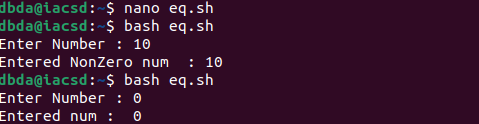 dbda@iacsd:~$ nano eq.sh
dbda@iacsd:~$ bash eq.sh
Enter Number : 10
Entered NonZero num  : 10
dbda@iacsd:~$ bash eq.sh
Enter Number : 0
Entered num :  0